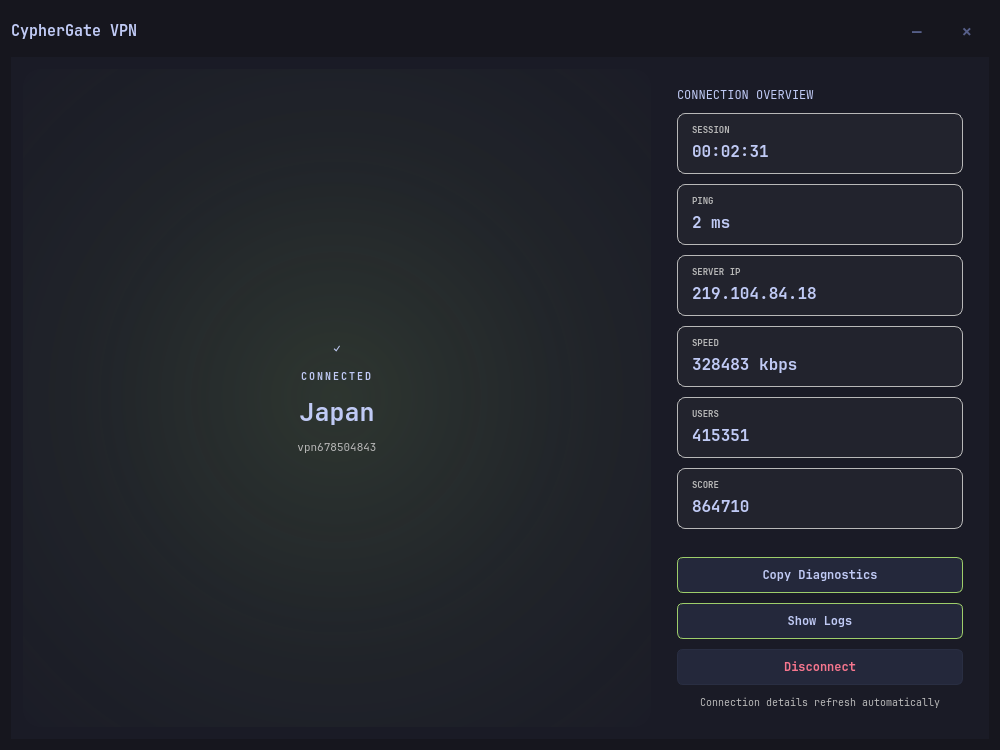 CypherGate VPN
– ×
CONNECTION OVERVIEW
SESSION
00:02:31
PING
2 ms
SERVER IP
219.104.84.18
SPEED
328483 kbps
USERS
415351
SCORE
864710
✓
CONNECTED
Japan
vpn678504843
Copy Diagnostics
Show Logs
Disconnect
Connection details refresh automatically